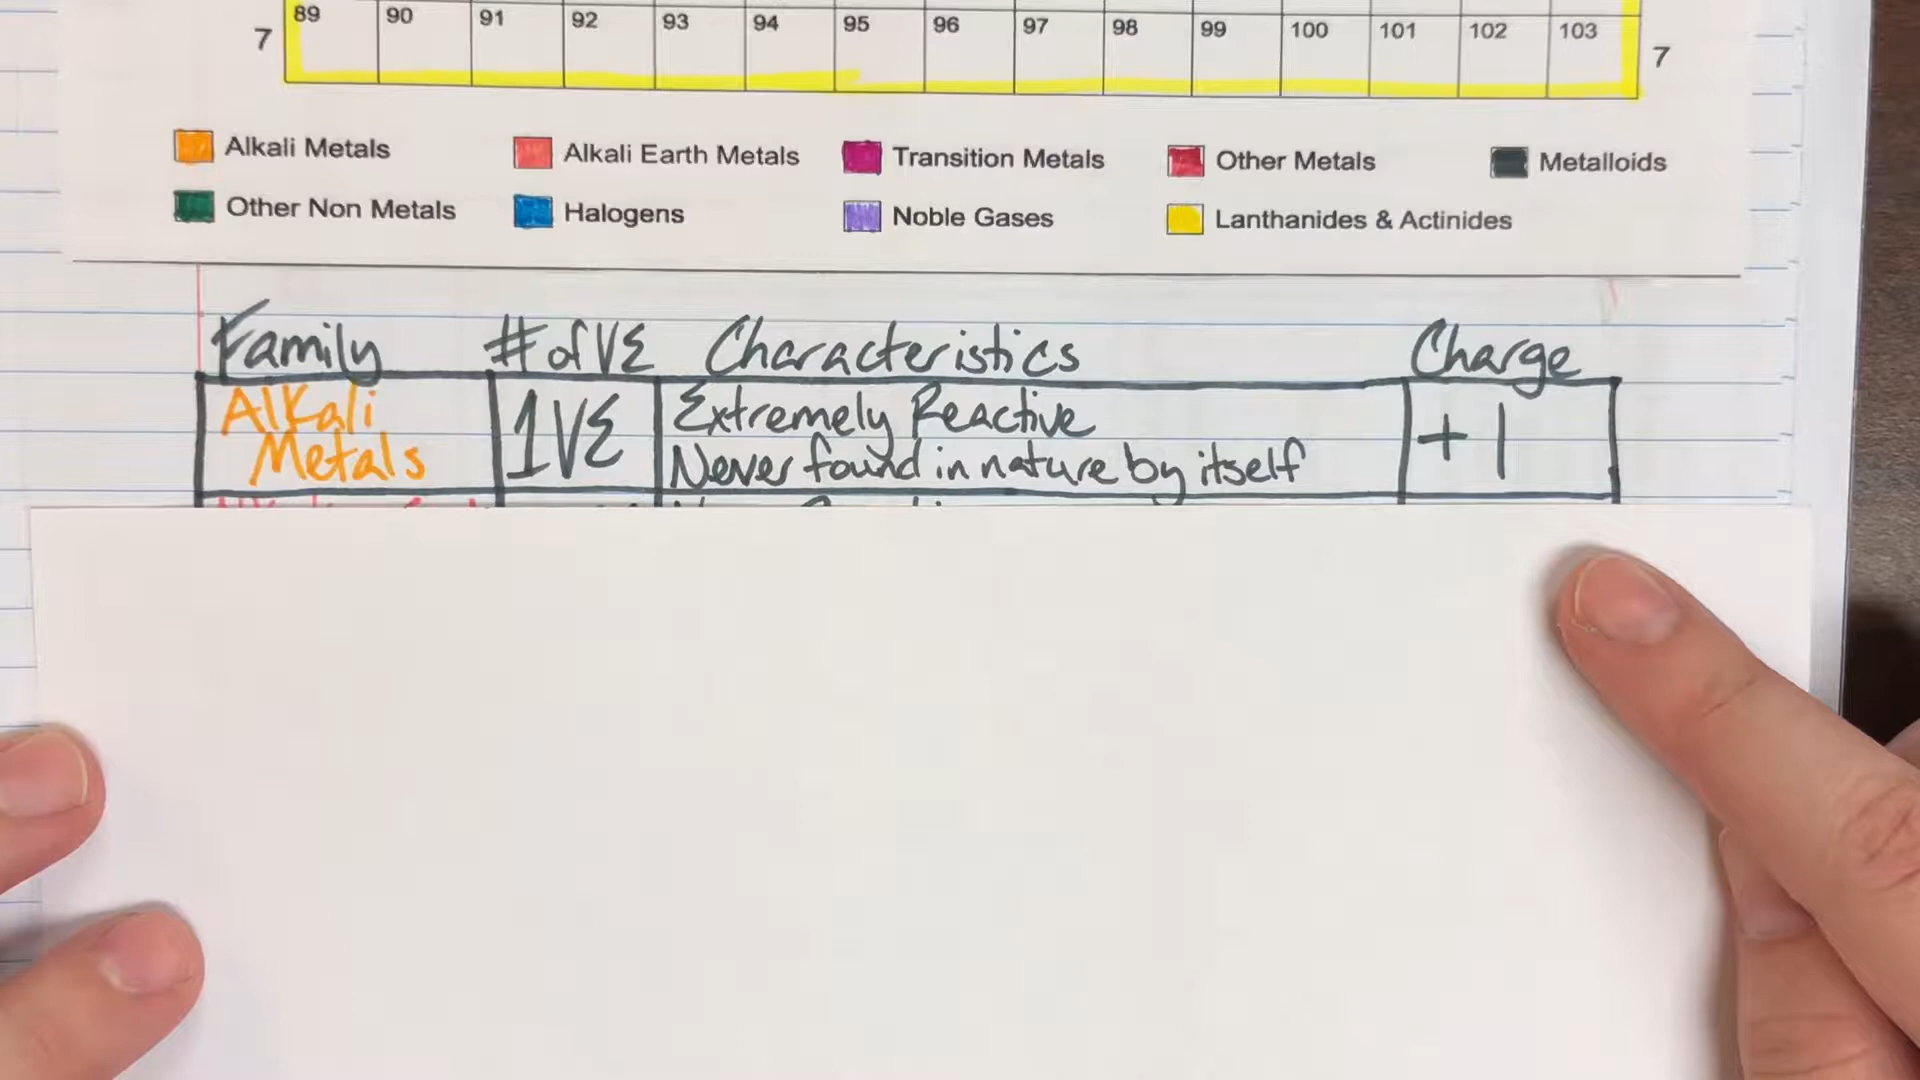 89 90 91 92 93 94 95 96 97 98 99 100 101 102 103
7 7
Alkali Metals Alkali Earth Metals Transition Metals Other Metals Metalloids
Other Non Metals Halogens Noble Gases Lanthanides & Actinides
Family # of VE Characteristics Charge
Alkali
Metals
1VE
Extremely Reactive
Never found in nature by itself
+1